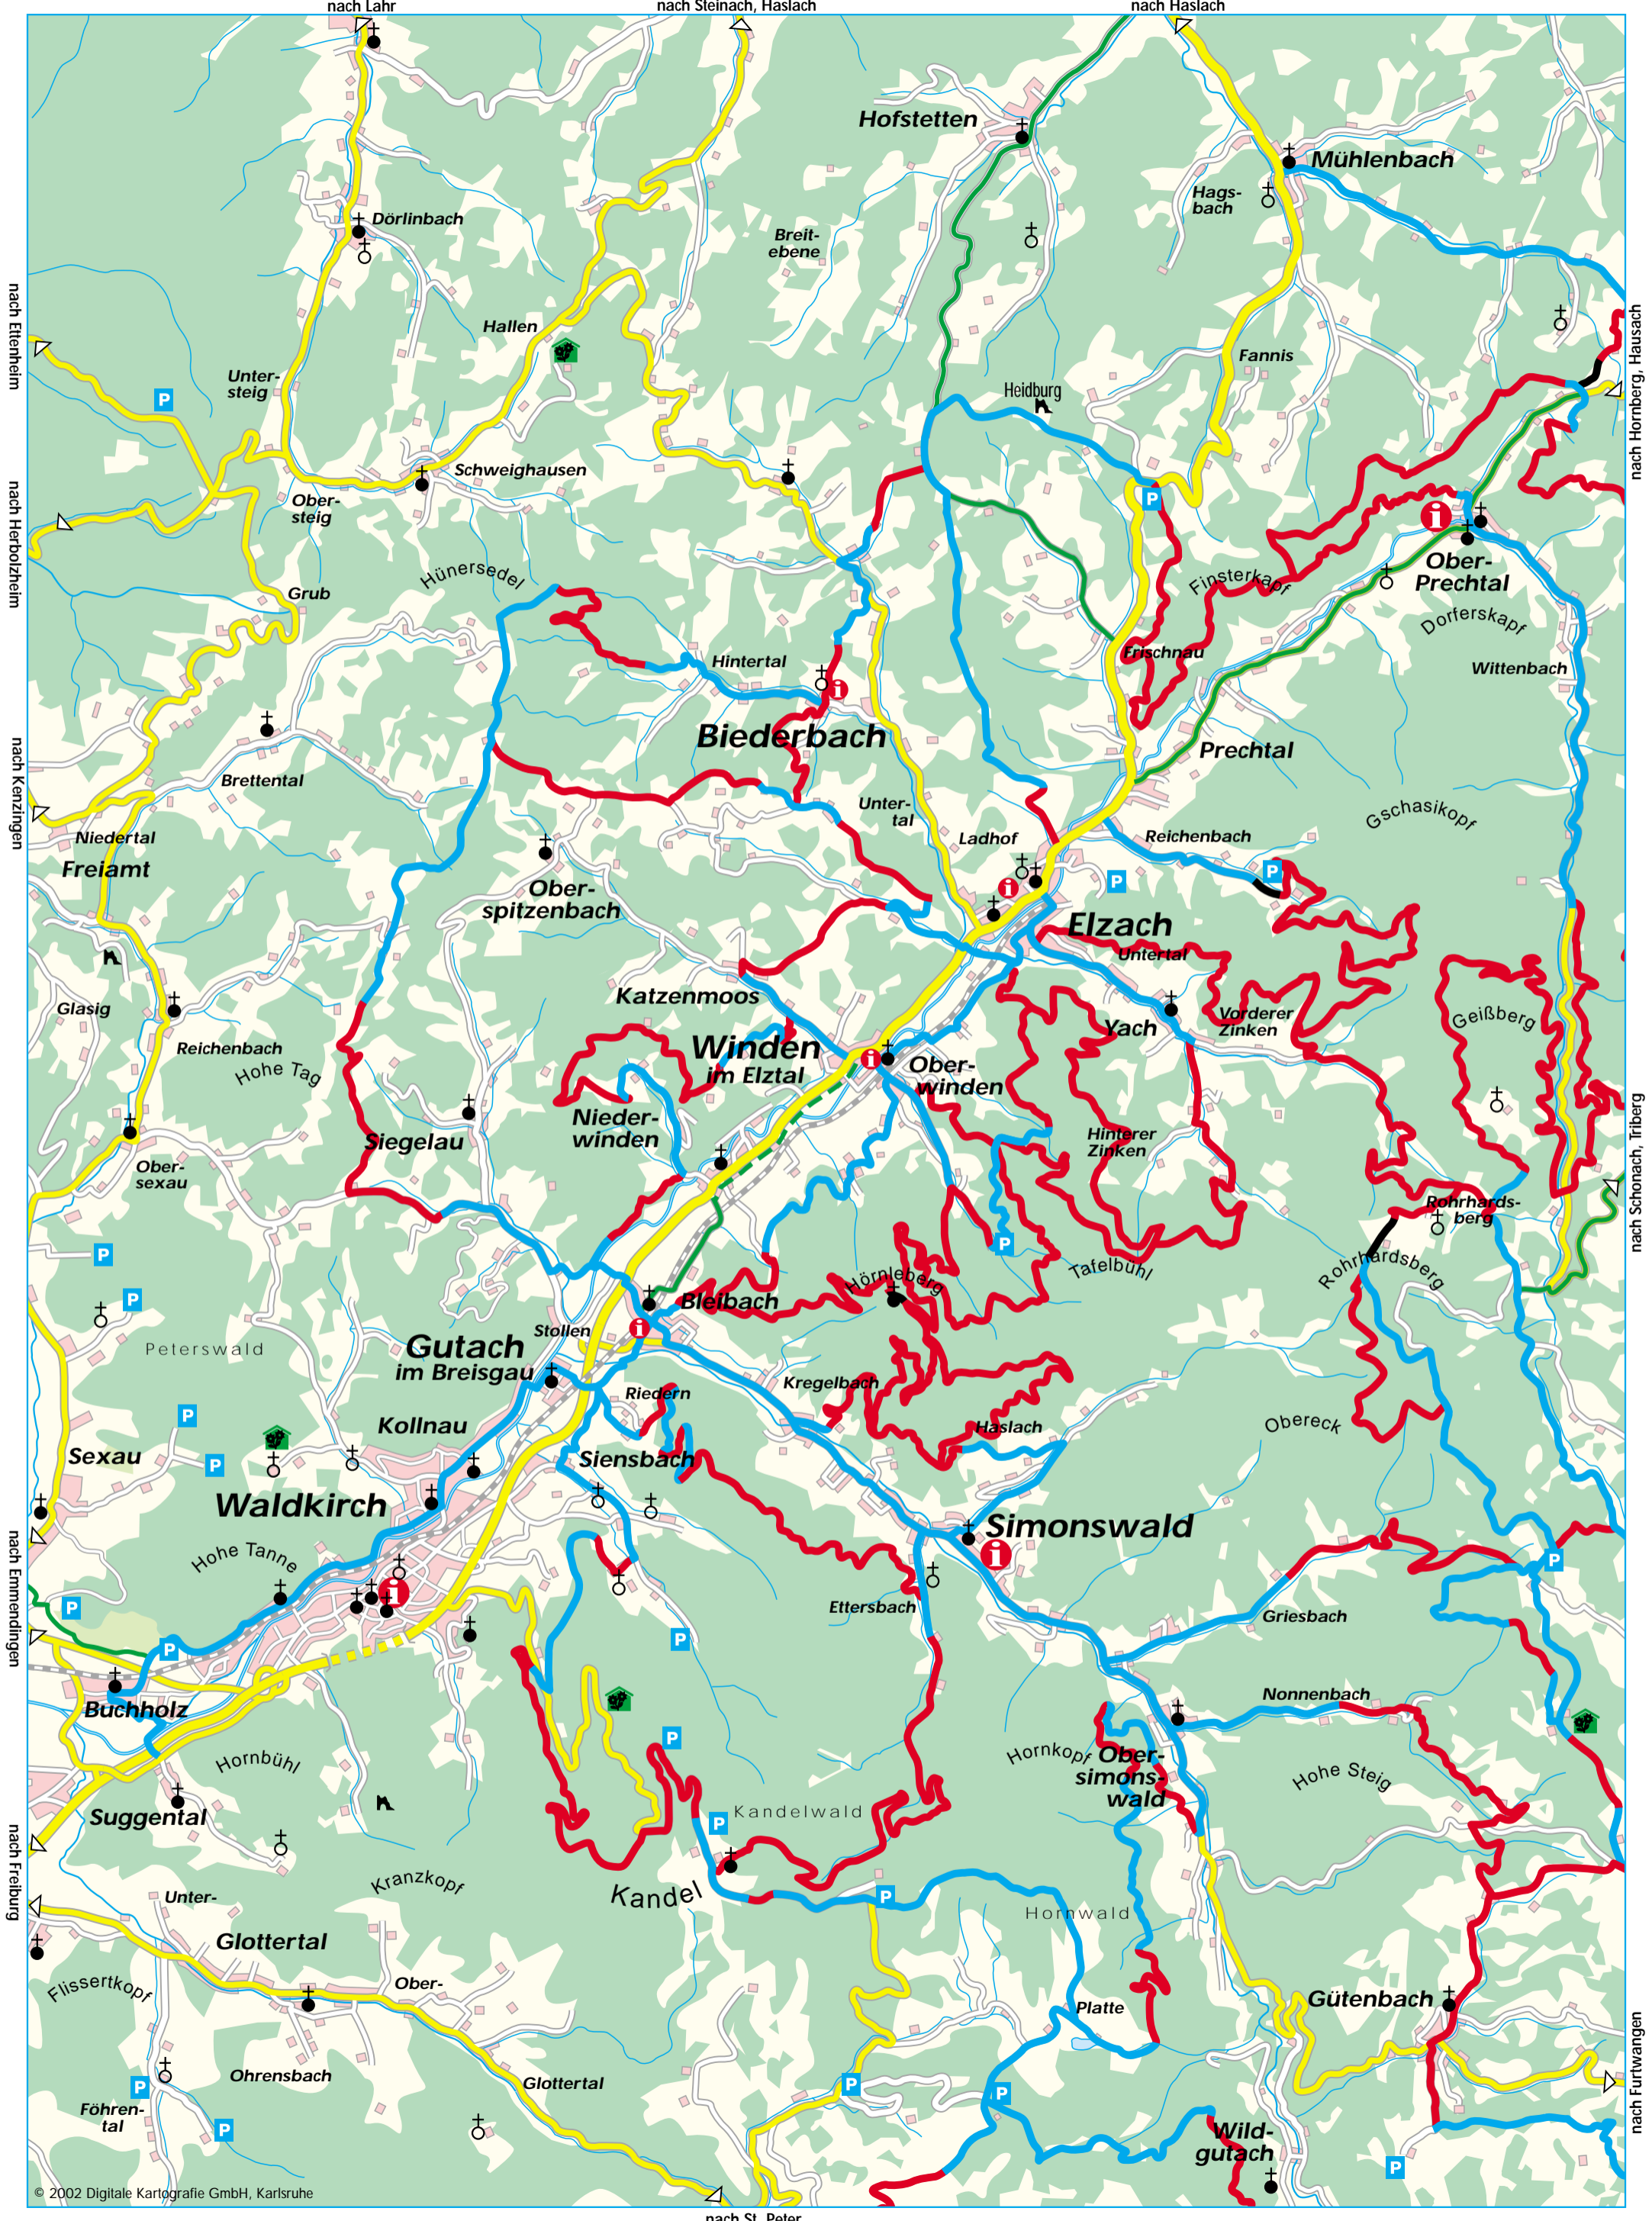 nach Lahr
nach Steinach, Haslach
nach Haslach
Hofstetten
Mühlenbach
Hags-
bach
Dörlinbach
Breit-
ebene
nach Ettenheim
nach Hornberg, Hausach
Hallen
Fannis
Unter-
steig
Heidburg
Schweighausen
Ober-
steig
nach Herbolzheim
i
P
Ober-
Prechtal
Hünersedel
Finsterkapf
Grub
Dorferskapf
Frischnau
Hintertal
Wittenbach
Biederbach
Prechtal
nach Kenzingen
Brettental
Unter-
tal
Gschasikopf
Niedertal
Ladhof
Reichenbach
Freiamt
Ober-
spitzenbach
Elzach
Untertal
Katzenmoos
Glasig
Yach
Vorderer
Zinken
Geißberg
Reichenbach
Hohe Tag
Winden
im Elztal
Ober-
winden
Nieder-
winden
Siegelau
Hinterer
Zinken
nach Schonach, Triberg
Ober-
sexau
Rohrhards-
berg
Rohrhardsberg
Tafelbuhl
Hörnleberg
Bleibach
Stollen
Gutach
im Breisgau
Peterswald
Riedern
Kregelbach
Kollnau
Haslach
Obereck
Sexau
Siensbach
Waldkirch
Simonswald
Hohe Tanne
nach Emmendingen
Ettersbach
Griesbach
Buchholz
Nonnenbach
Hornbühl
Hornkopf
Ober-
simons-
wald
Hohe Steig
Suggental
Kandelwald
nach Freiburg
Kranzkopf
Kandel
Unter-
Hornwald
Glottertal
Flissertkopf
Ober-
Gütenbach
Platte
Ohrensbach
Glottertal
nach Furtwangen
Föhren-
tal
Wild-
gutach
© 2002 Digitale Kartografie GmbH, Karlsruhe
nach St. Peter